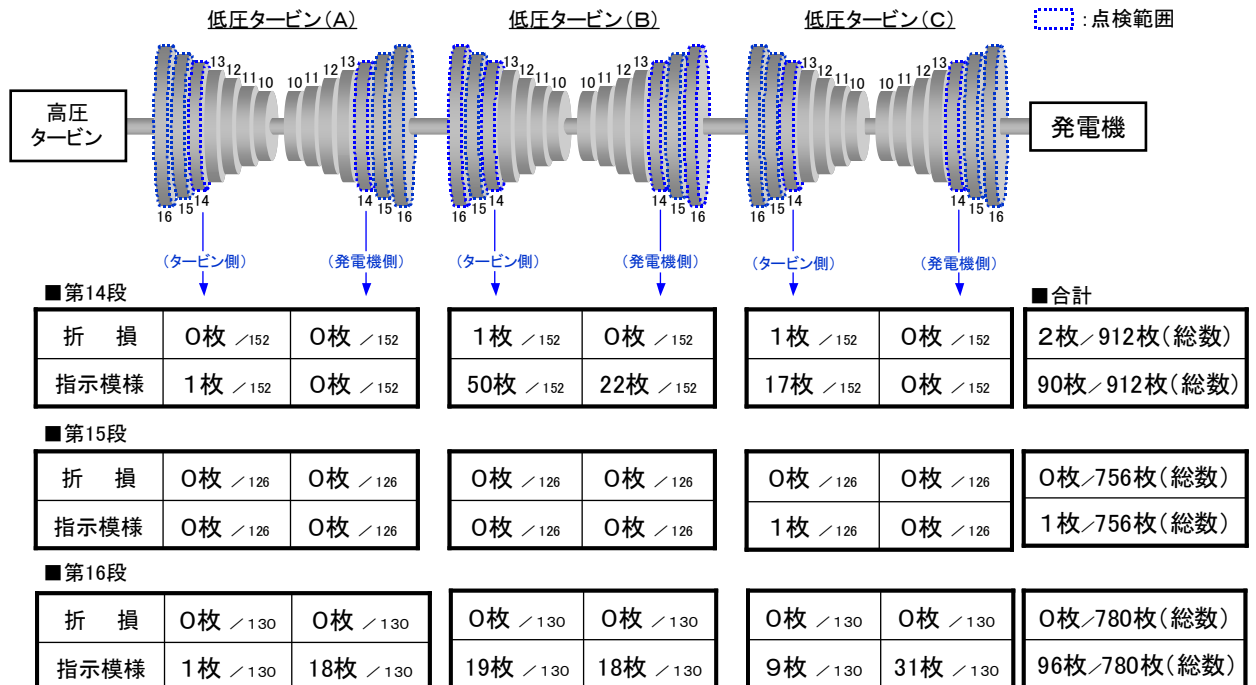 低圧タービン(A) 低圧タービン(B) 低圧タービン(C) :点検範囲
13 12 11 10 10 11 12 13 13 12 11 10 10 11 12 13 13 12 11 10 10 11 12 13
高圧
タービン
発電機
16 15 14 14 15 16 16 15 14 14 15 16 16 15 14 14 15 16
(タービン側) (発電機側) (タービン側) (発電機側) (タービン側) (発電機側)
■第14段 ■合計
折 損 0枚 /152 0枚 /152 1枚 /152 0枚 /152 1枚 /152 0枚 /152 2枚/912枚(総数)
指示模様 1枚 /152 0枚 /152 50枚 /152 22枚 /152 17枚 /152 0枚 /152 90枚/912枚(総数)
■第15段
折 損 0枚 /126 0枚 /126 0枚 /126 0枚 /126 0枚 /126 0枚 /126 0枚/756枚(総数)
指示模様 0枚 /126 0枚 /126 0枚 /126 0枚 /126 1枚 /126 0枚 /126 1枚/756枚(総数)
■第16段
折 損 0枚 /130 0枚 /130 0枚 /130 0枚 /130 0枚 /130 0枚 /130 0枚/780枚(総数)
指示模様 1枚 /130 18枚 /130 19枚 /130 18枚 /130 9枚 /130 31枚 /130 96枚/780枚(総数)